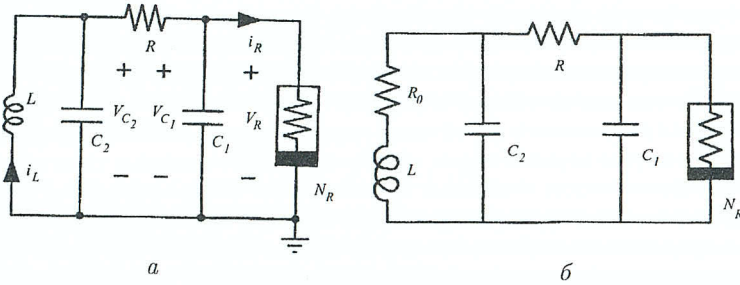 R
i_R
L
+ + +
V_{C_2}
V_{C_1}
V_R
R_0
R
C_2
C_1
L
C_2
C_1
i_L
− − −
N_R
N_R
а
б